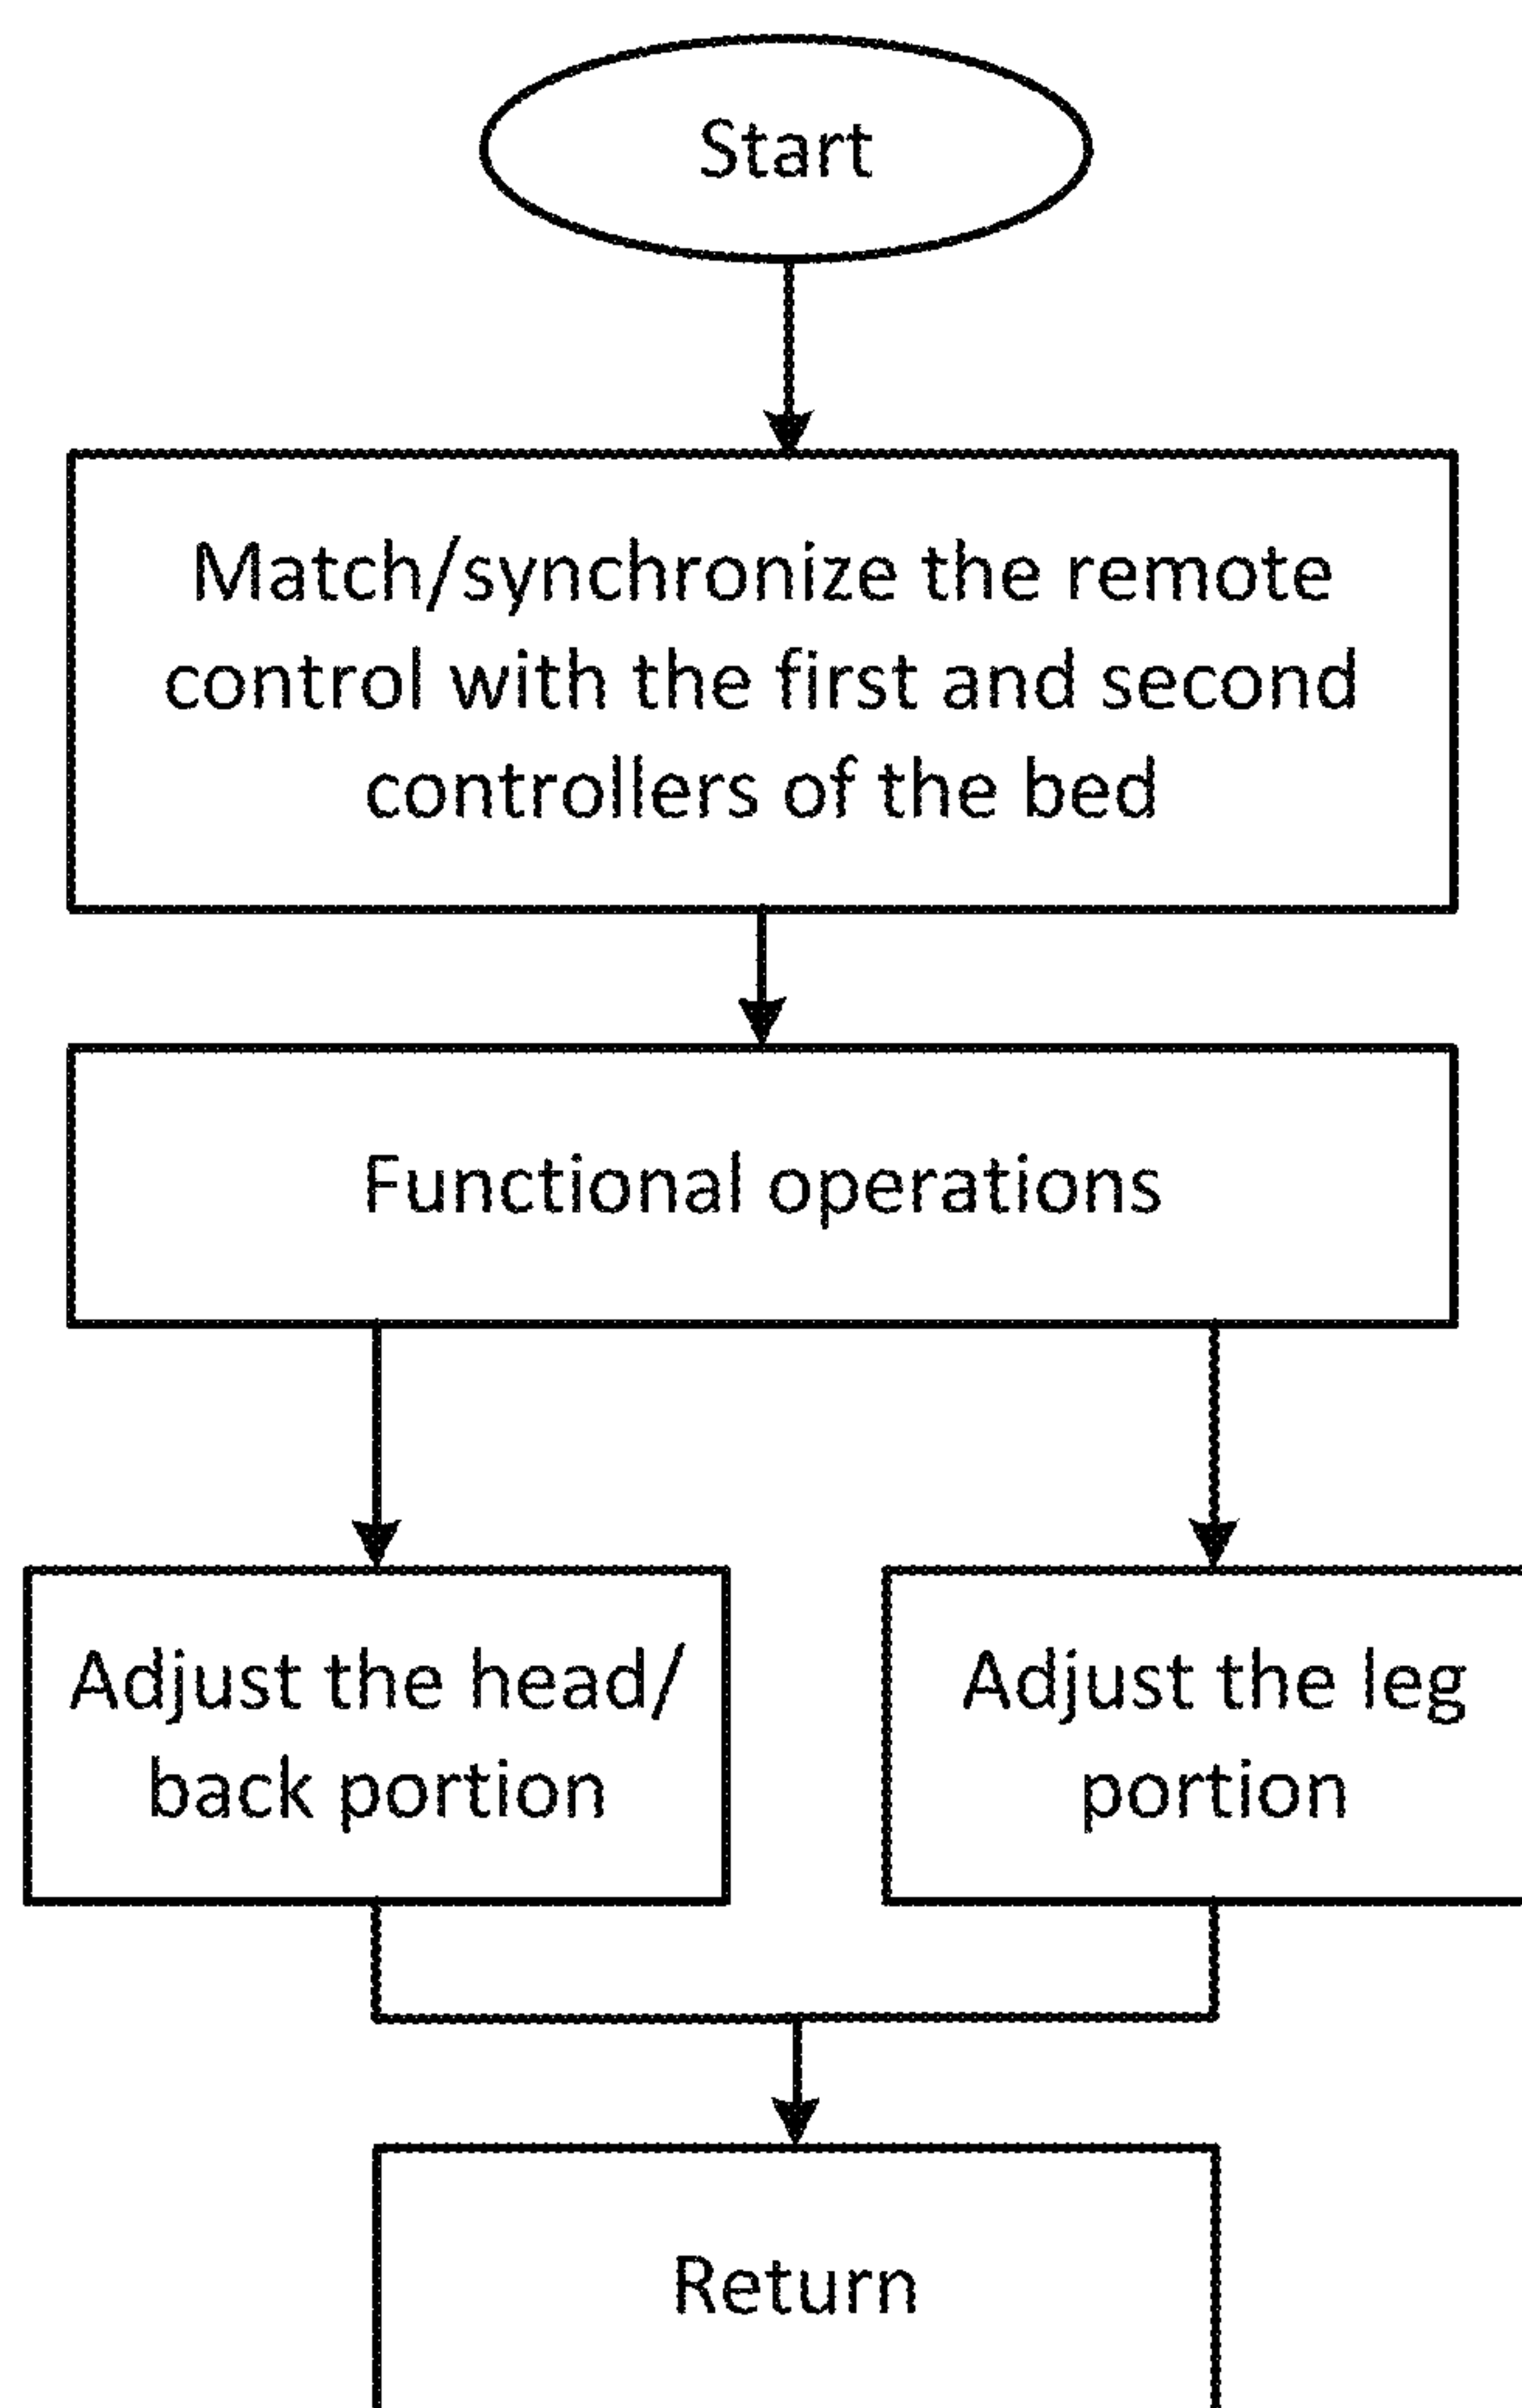 Start
Match/synchronize the remote
control with the first and second
controllers of the bed
Functional operations
Adjust the head/
back portion
Adjust the leg
portion
Return